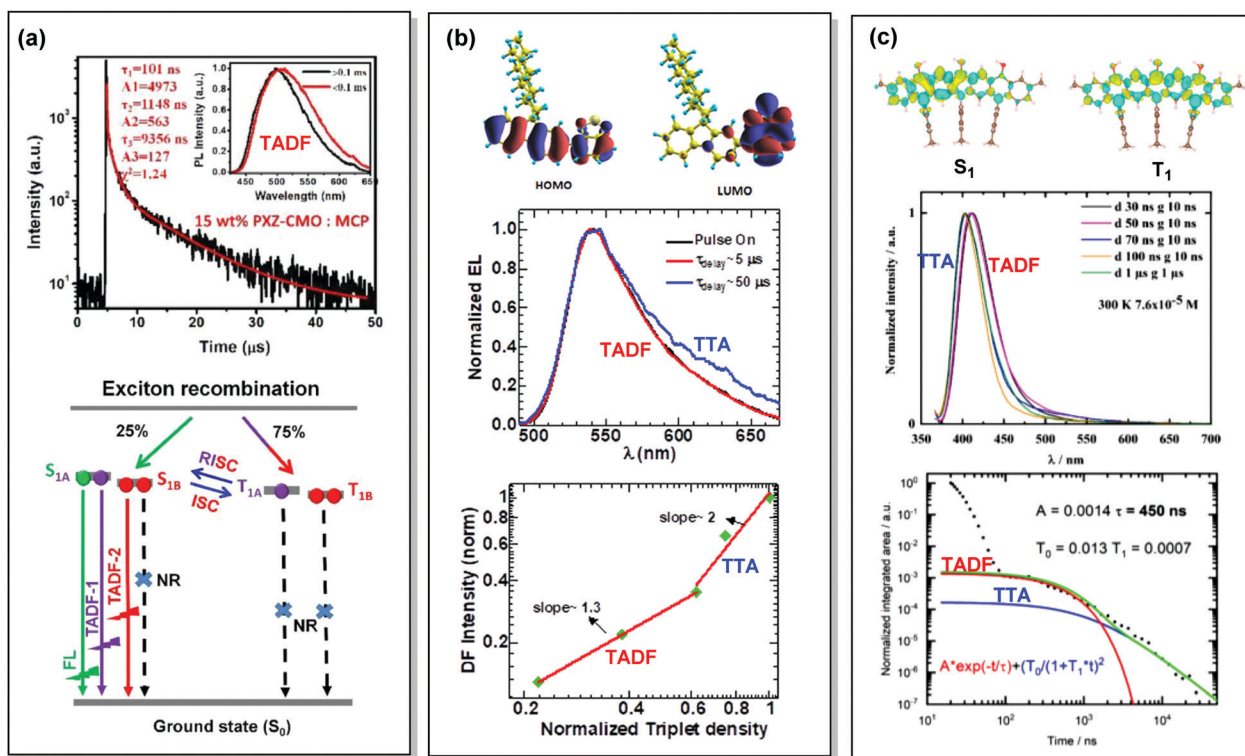 (a)
τ1=101 ns
A1=4973
τ2=1148 ns
A2=563
τ3=9356 ns
A3=127
χ²=1.24
>0.1 ms
<0.1 ms
TADF
PL Intensity (a.u.)
450 500 550 600 650
Wavelength (nm)
15 wt% PXZ-CMO : MCP
Intensity (a.u.)
10³
10²
10¹
0 10 20 30 40 50
Time (μs)
Exciton recombination
25% 75%
S1A S1B RISC T1A T1B
ISC
NR
NR
FL
TADF-1
TADF-2
Ground state (S0)
(b)
HOMO LUMO
Normalized EL
1.0
0.8
0.6
0.4
0.2
0.0
Pulse On
τdelay~ 5 μs
τdelay~ 50 μs
TTA
TADF
500 550 600 650
λ (nm)
DF Intensity (norm)
1
0.8
0.6
0.4
0.2
slope~ 2
TTA
slope~ 1.3
TADF
0.2 0.4 0.6 0.8 1
Normalized Triplet density
(c)
S1 T1
Normalized intensity / a.u.
1
0
d 30 ns g 10 ns
d 50 ns g 10 ns
d 70 ns g 10 ns
d 100 ns g 10 ns
d 1 μs g 1 μs
TTA TADF
300 K 7.6x10⁻⁵ M
350 400 450 500 550 600 650 700
λ / nm
Normalized integrated area / a.u.
10⁰
10⁻¹
10⁻²
10⁻³
10⁻⁴
10⁻⁵
10⁻⁶
10⁻⁷
A = 0.0014 τ = 450 ns
T0 = 0.013 T1 = 0.0007
TADF
TTA
A*exp(-t/τ)+(T0/(1+T1*t)²
10¹ 10² 10³ 10⁴
Time / ns